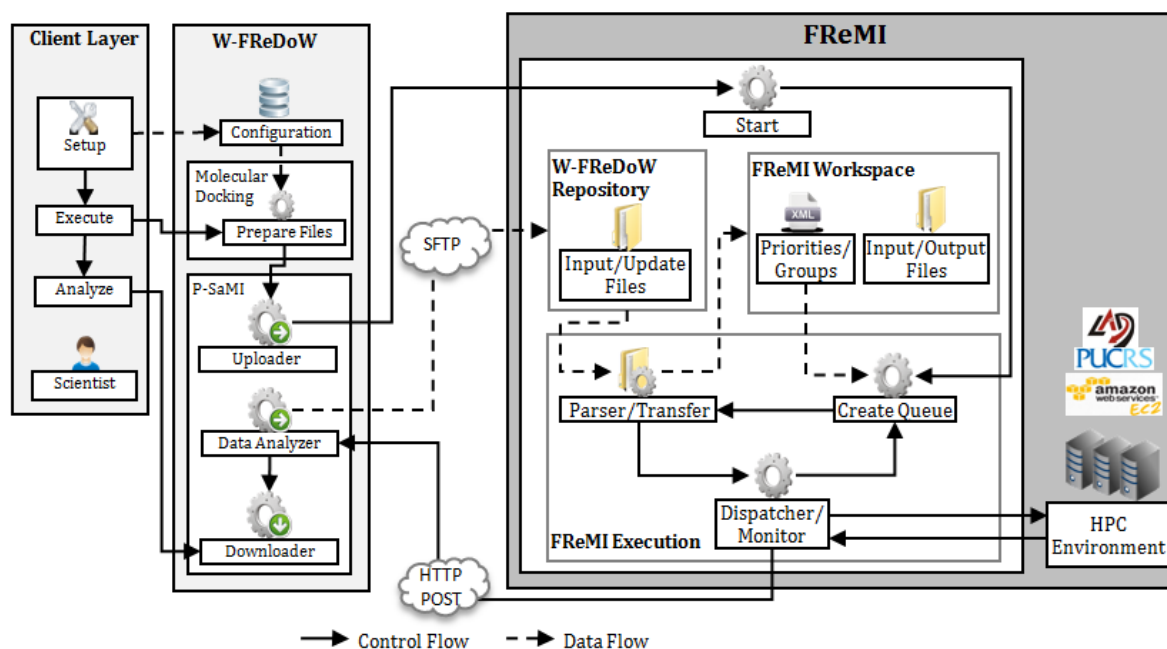 Client Layer
Setup
Execute
Analyze
Scientist
W-FReDoW
Configuration
Molecular
Docking
Prepare Files
P-SaMI
Uploader
Data Analyzer
Downloader
SFTP
HTTP
POST
FReMI
Start
W-FReDoW
Repository
Input/Update
Files
FReMI Workspace
XML
Priorities/
Groups
Input/Output
Files
Parser/Transfer
Create Queue
Dispatcher/
Monitor
FReMI Execution
PUCRS
amazon
webservices
EC2
HPC
Environment
Control Flow
Data Flow